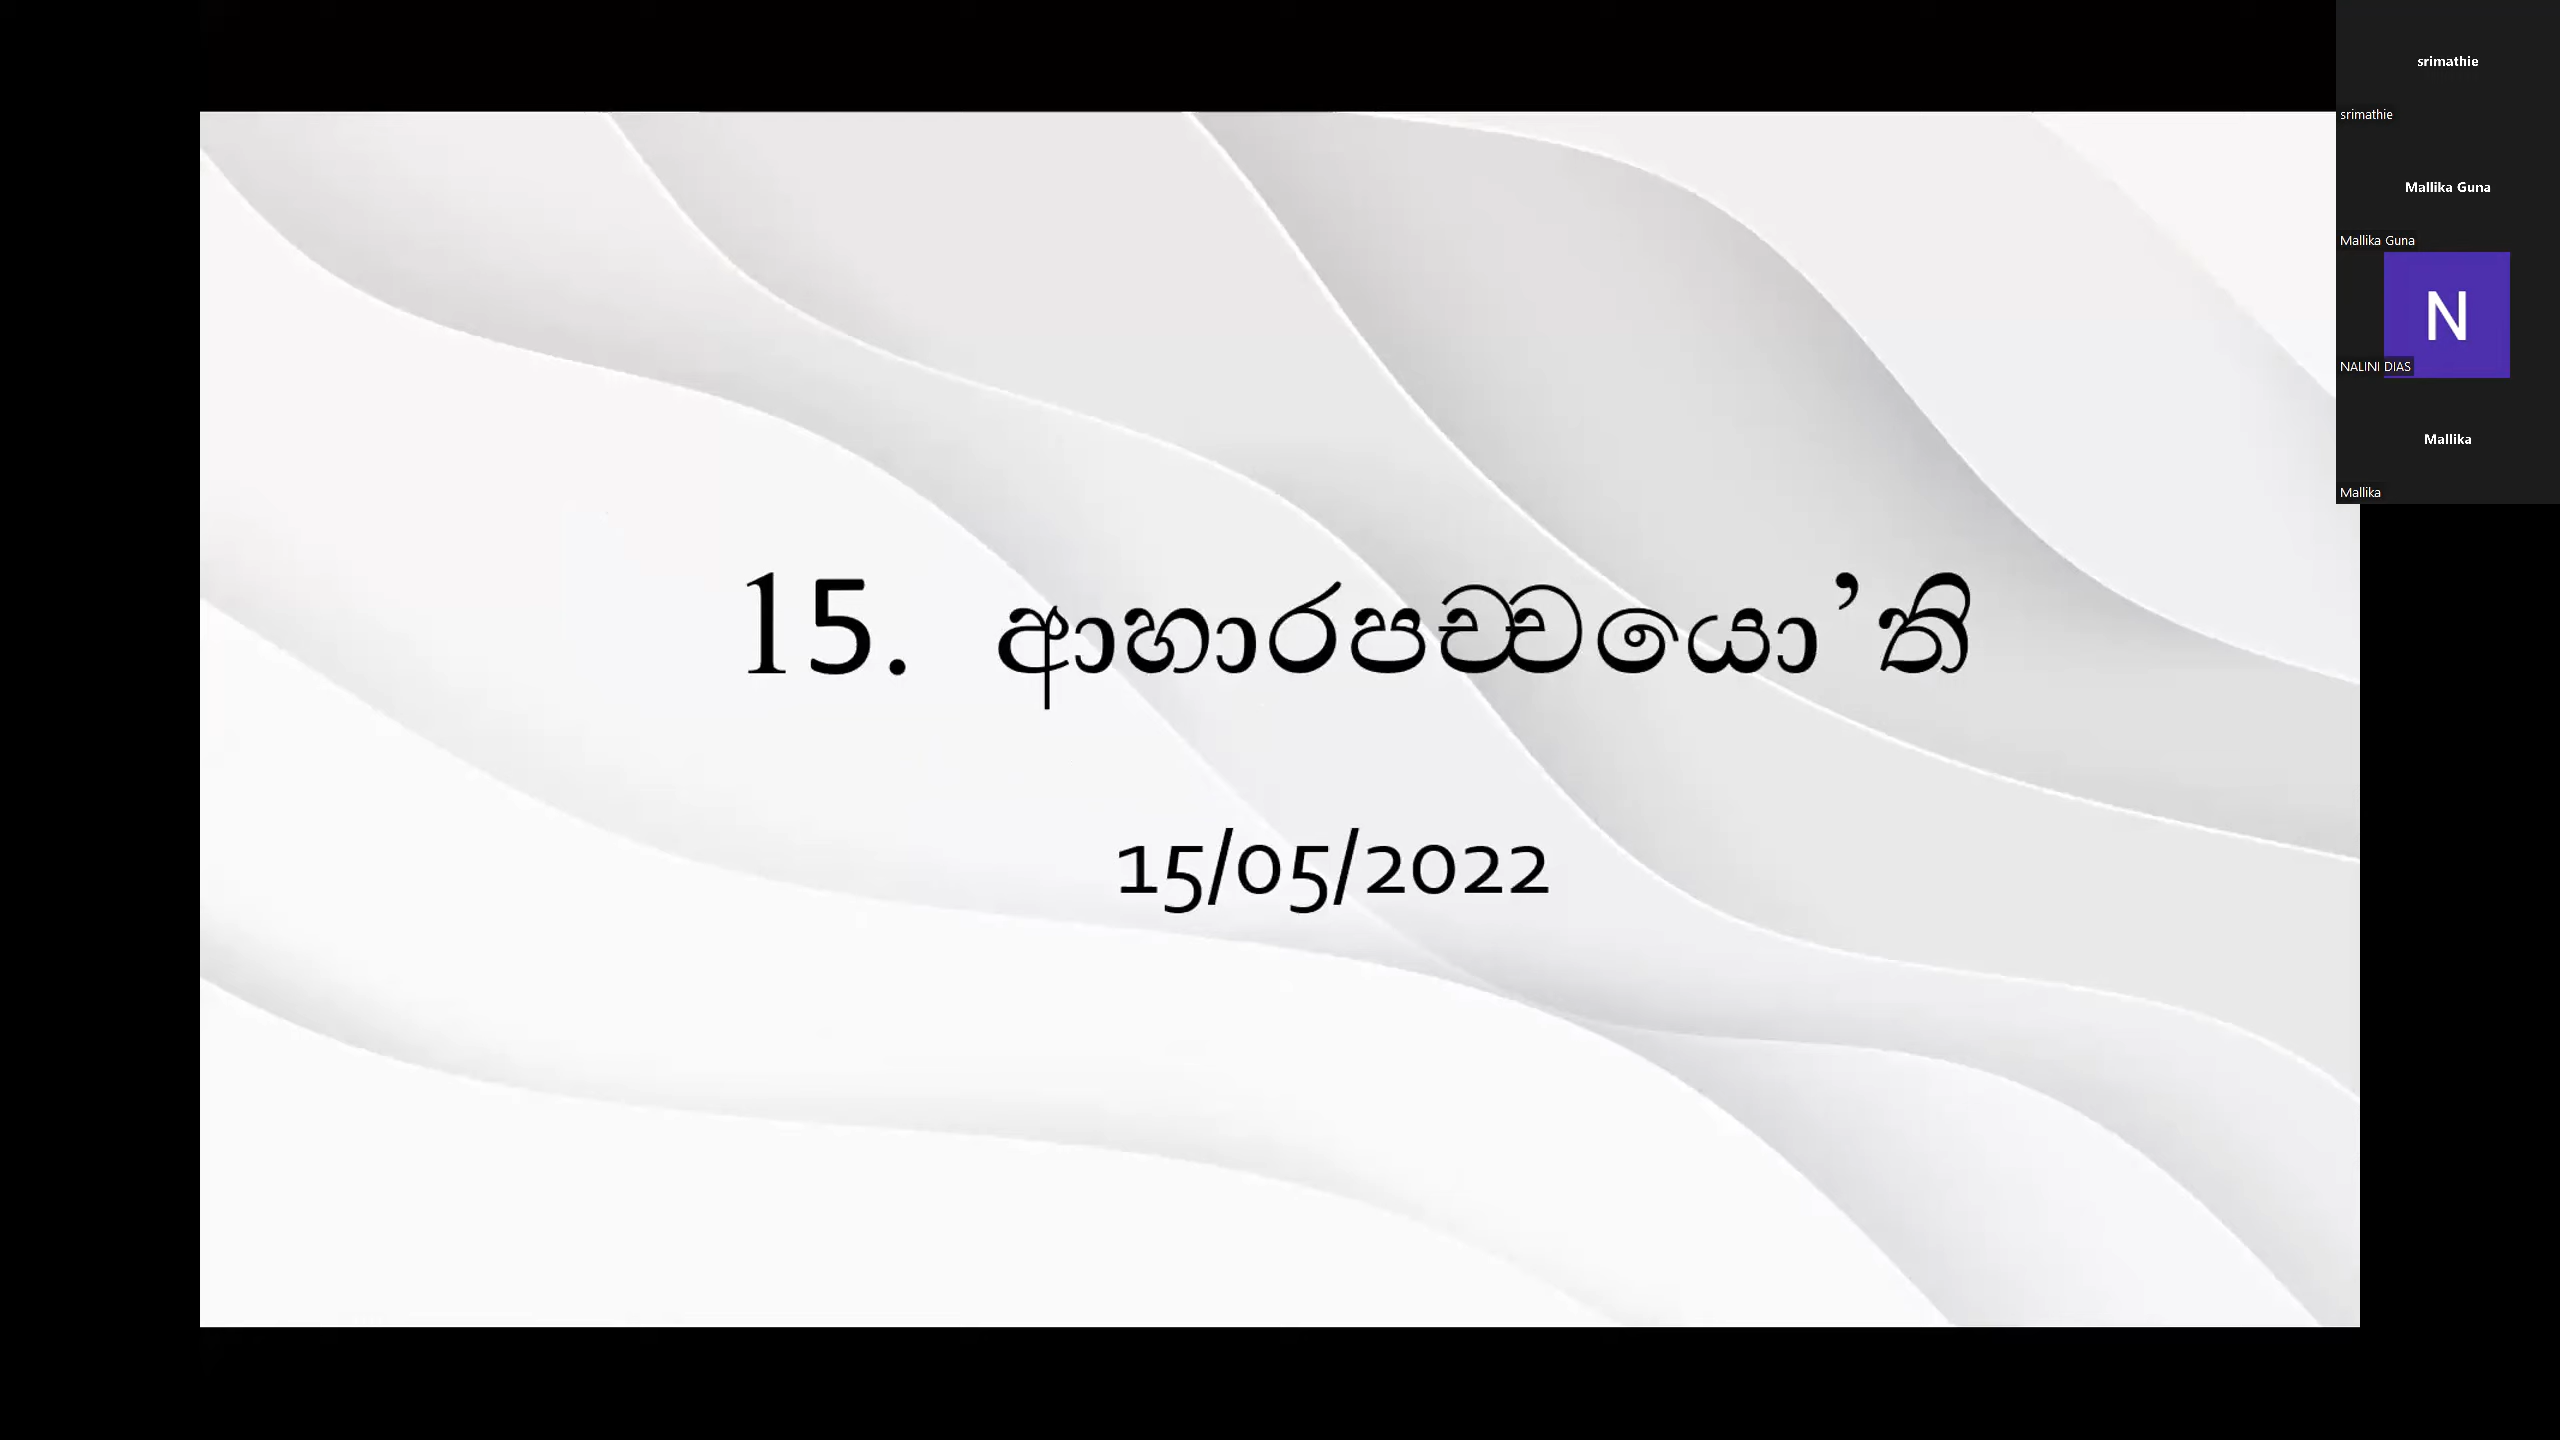 15. ආහාරපච්‍චයො’ති
15/05/2022
srimathie
srimathie
Mallika Guna
Mallika Guna
N
NALINI DIAS
Mallika
Mallika